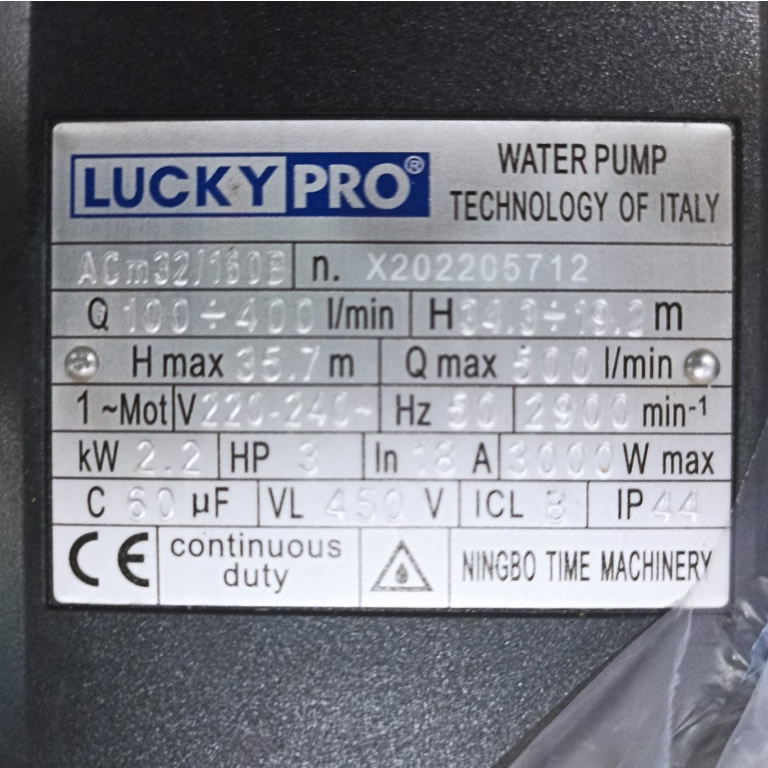 LUCKY PRO®
WATER PUMP
TECHNOLOGY OF ITALY
ACm32/160B n. X202205712
Q 100÷400 l/min H 34.3÷19.2 m
H max 35.7 m Q max 500 l/min
1 ~Mot V 220-240~ Hz 50 2900 min-¹
kW 2.2 HP 3 In 18 A 3000 W max
C 60 µF VL 450 V ICL B IP 44
CE continuous
duty
NINGBO TIME MACHINERY